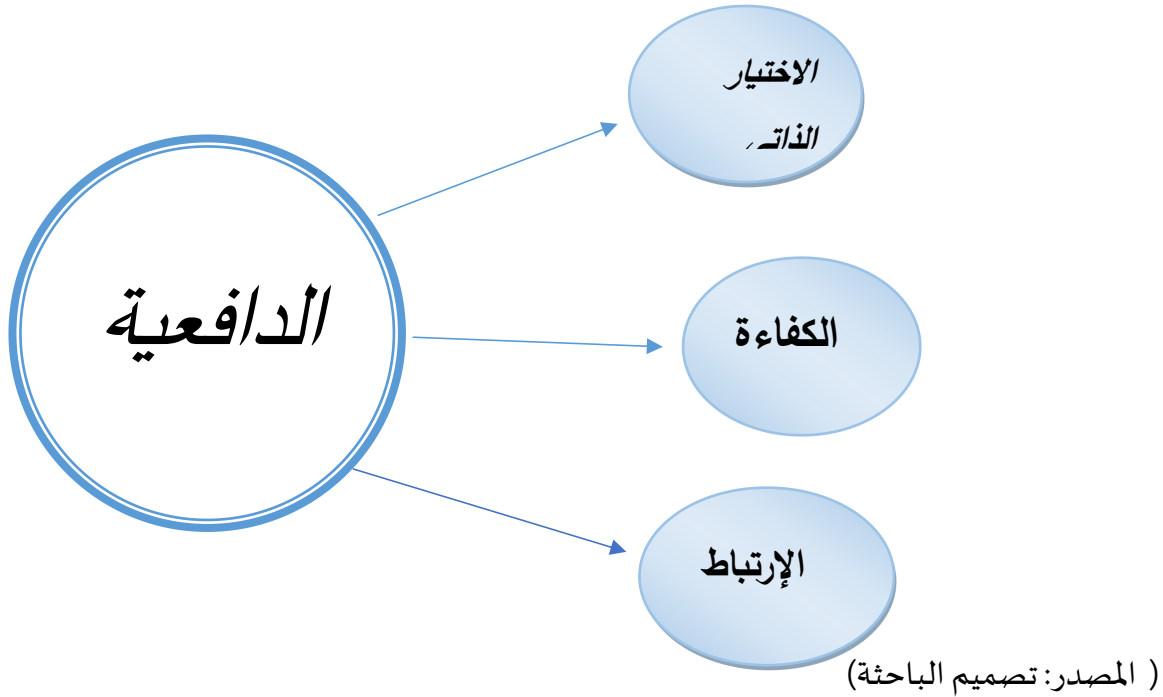 الاختيار
الذاتي
الدافعية
الكفاءة
الإرتباط
( المصدر: تصميم الباحثة)